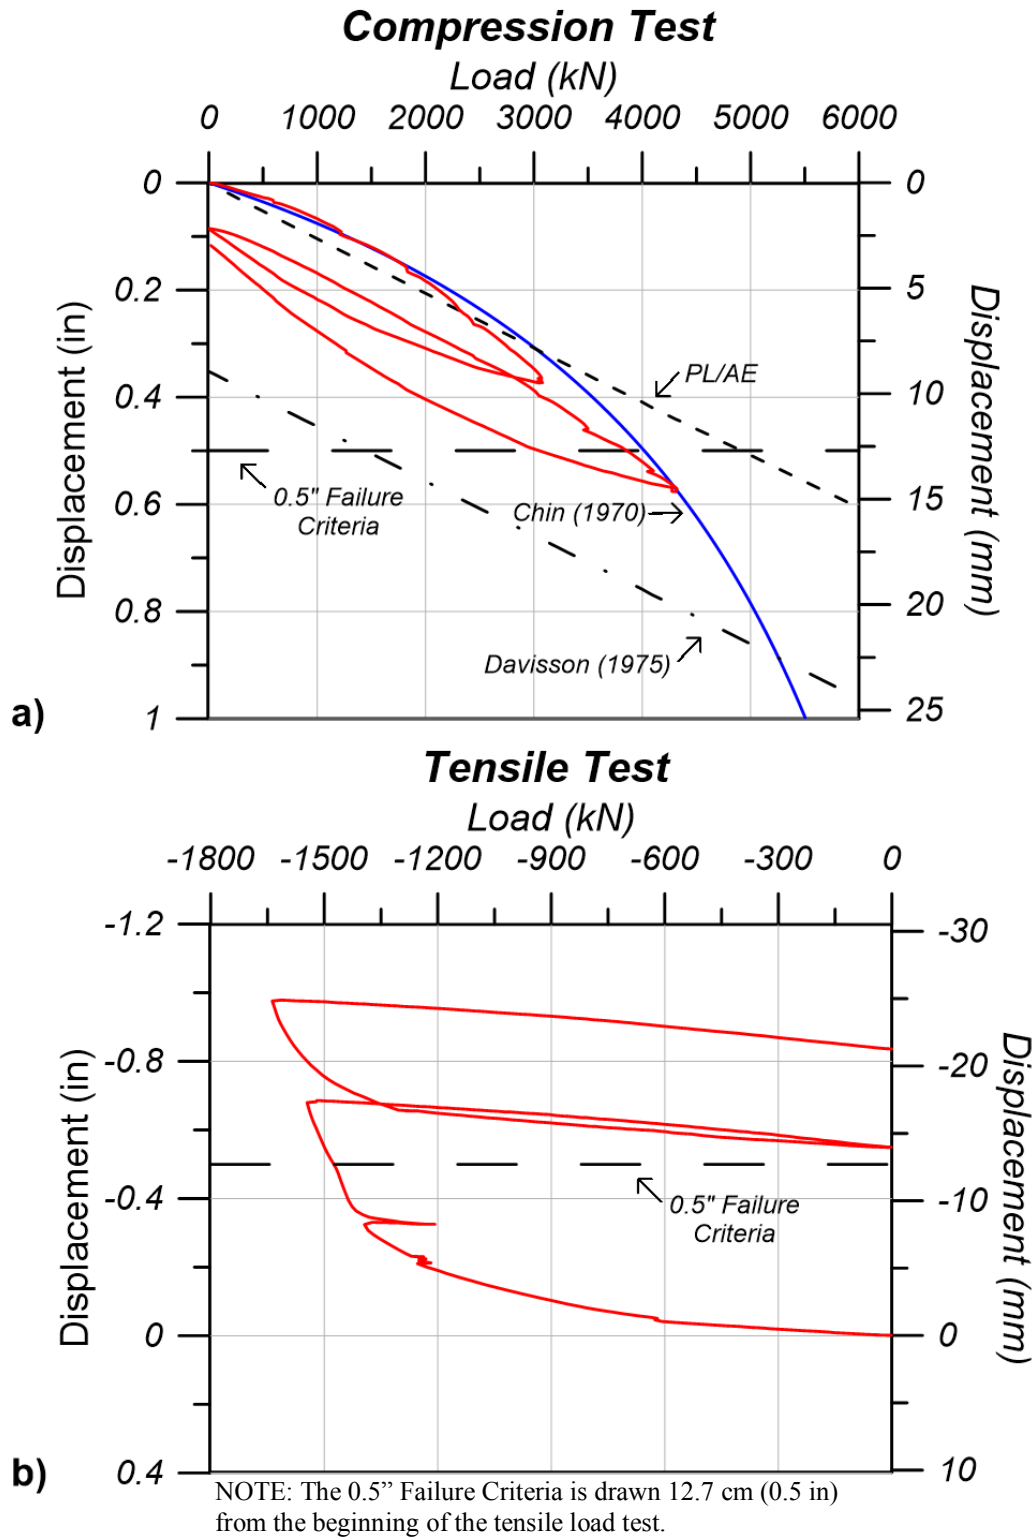 Compression Test
Load (kN)
0 1000 2000 3000 4000 5000 6000
0
0.2
0.4
0.6
0.8
1
Displacement (in)
0
5
10
15
20
25
Displacement (mm)
PL/AE
0.5" Failure
Criteria
Chin (1970)
Davisson (1975)
a)
Tensile Test
Load (kN)
-1800 -1500 -1200 -900 -600 -300 0
-1.2
-0.8
-0.4
0
0.4
Displacement (in)
-30
-20
-10
0
10
Displacement (mm)
0.5" Failure
Criteria
b)
NOTE: The 0.5” Failure Criteria is drawn 12.7 cm (0.5 in)
from the beginning of the tensile load test.